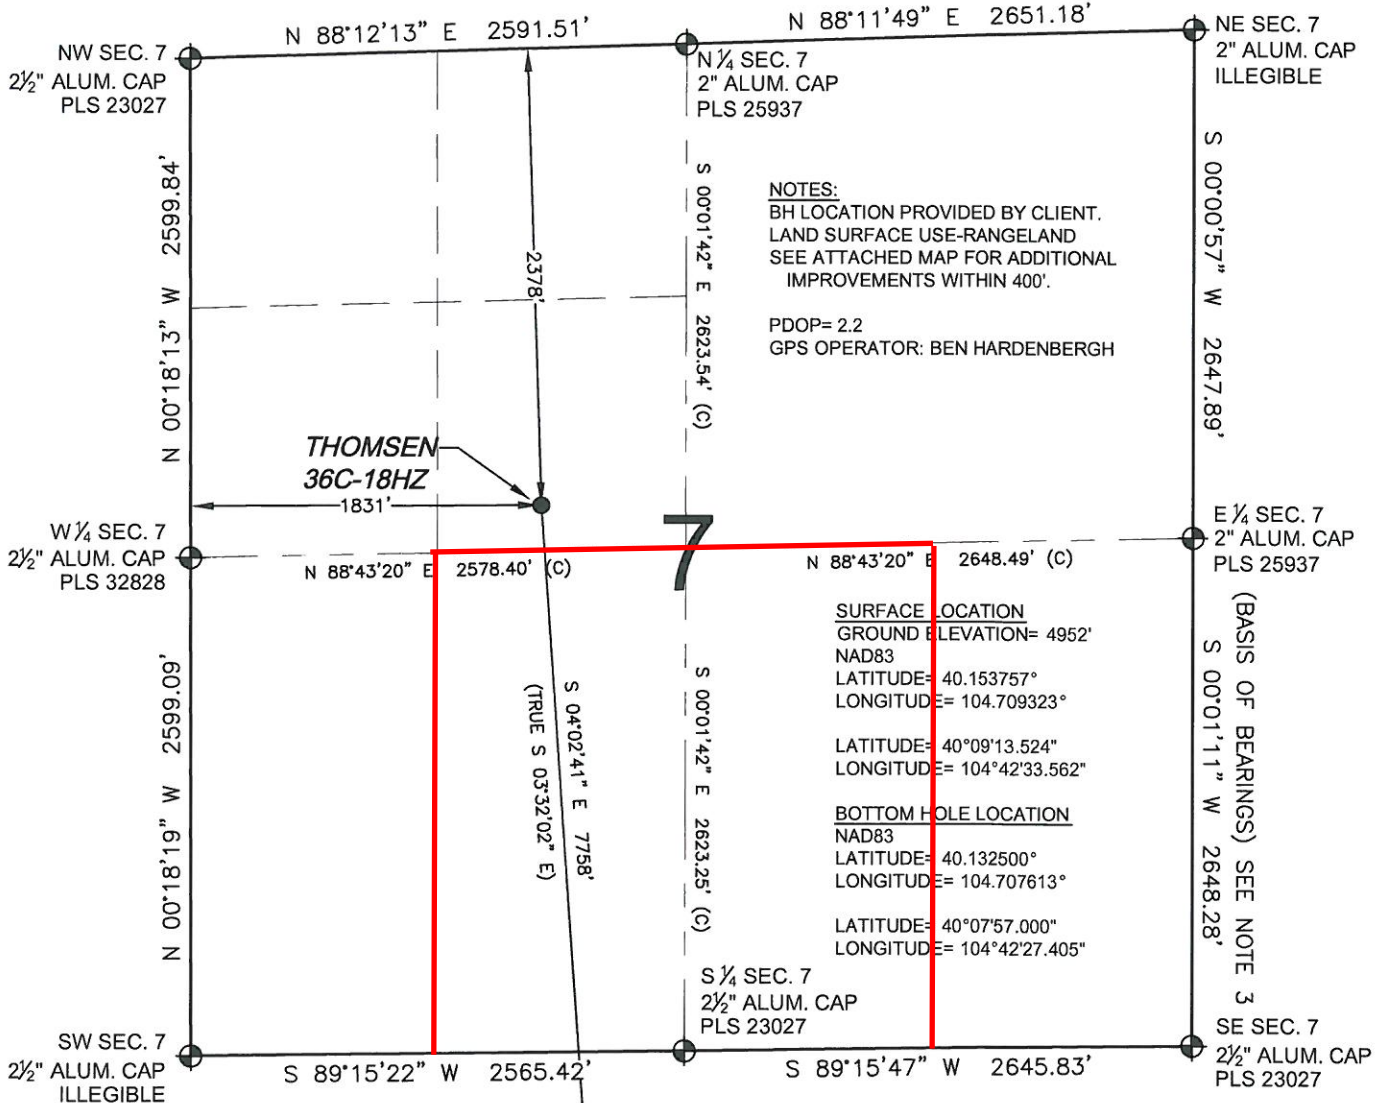 N 88°12'13" E 2591.51'
N 88°11'49" E 2651.18'
NW SEC. 7
2½" ALUM. CAP
PLS 23027
N ¼ SEC. 7
2" ALUM. CAP
PLS 25937
NE SEC. 7
2" ALUM. CAP
ILLEGIBLE
N 00°18'13" W 2599.84'
2378'
S 00°01'42" E 2623.54' (C)
NOTES:
BH LOCATION PROVIDED BY CLIENT.
LAND SURFACE USE-RANGELAND
SEE ATTACHED MAP FOR ADDITIONAL
IMPROVEMENTS WITHIN 400'.
PDOP= 2.2
GPS OPERATOR: BEN HARDENBERGH
S 00°00'57" W 2647.89'
THOMSEN
36C-18HZ
1831'
7
W ¼ SEC. 7
2½" ALUM. CAP
PLS 32828
N 88°43'20" E 2578.40' (C)
N 88°43'20" E 2648.49' (C)
E ¼ SEC. 7
2" ALUM. CAP
PLS 25937
N 00°18'19" W 2599.09'
S 04°02'41" E 7758'
(TRUE S 03°32'02" E)
S 00°01'42" E 2623.25' (C)
SURFACE LOCATION
GROUND ELEVATION= 4952'
NAD83
LATITUDE= 40.153757°
LONGITUDE= 104.709323°
LATITUDE= 40°09'13.524"
LONGITUDE= 104°42'33.562"
BOTTOM HOLE LOCATION
NAD83
LATITUDE= 40.132500°
LONGITUDE= 104.707613°
LATITUDE= 40°07'57.000"
LONGITUDE= 104°42'27.405"
S 00°01'11" W 2648.28'
(BASIS OF BEARINGS) SEE NOTE 3
SW SEC. 7
2½" ALUM. CAP
ILLEGIBLE
S 89°15'22" W 2565.42'
S ¼ SEC. 7
2½" ALUM. CAP
PLS 23027
S 89°15'47" W 2645.83'
SE SEC. 7
2½" ALUM. CAP
PLS 23027